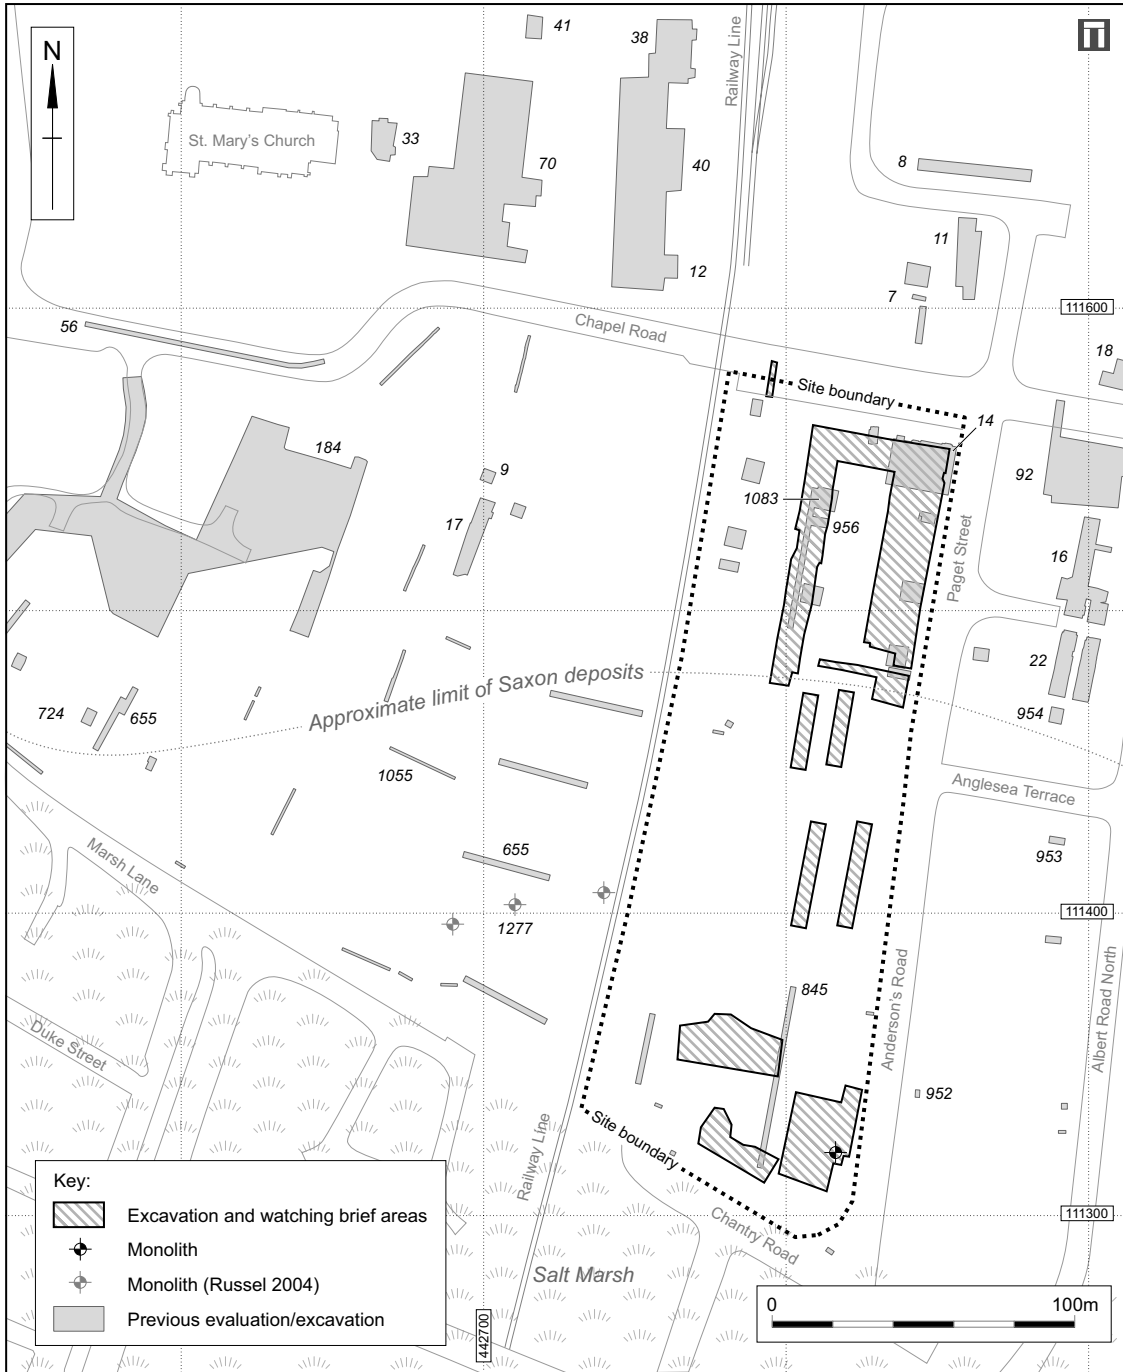 41
38
Railway Line
N
St. Mary's Church
33
70
40
8
11
12
7
111600
56
Chapel Road
18
Site boundary
14
184
9
92
1083
17
956
16
Paget Street
22
Approximate limit of Saxon deposits
724
655
954
1055
Anglesea Terrace
Marsh Lane
655
953
111400
1277
845
Anderson's Road
Albert Road North
Duke Street
952
Site boundary
Railway Line
Key:
Excavation and watching brief areas
Monolith
Monolith (Russel 2004)
Previous evaluation/excavation
111300
Chantry Road
Salt Marsh
442700
0 100m